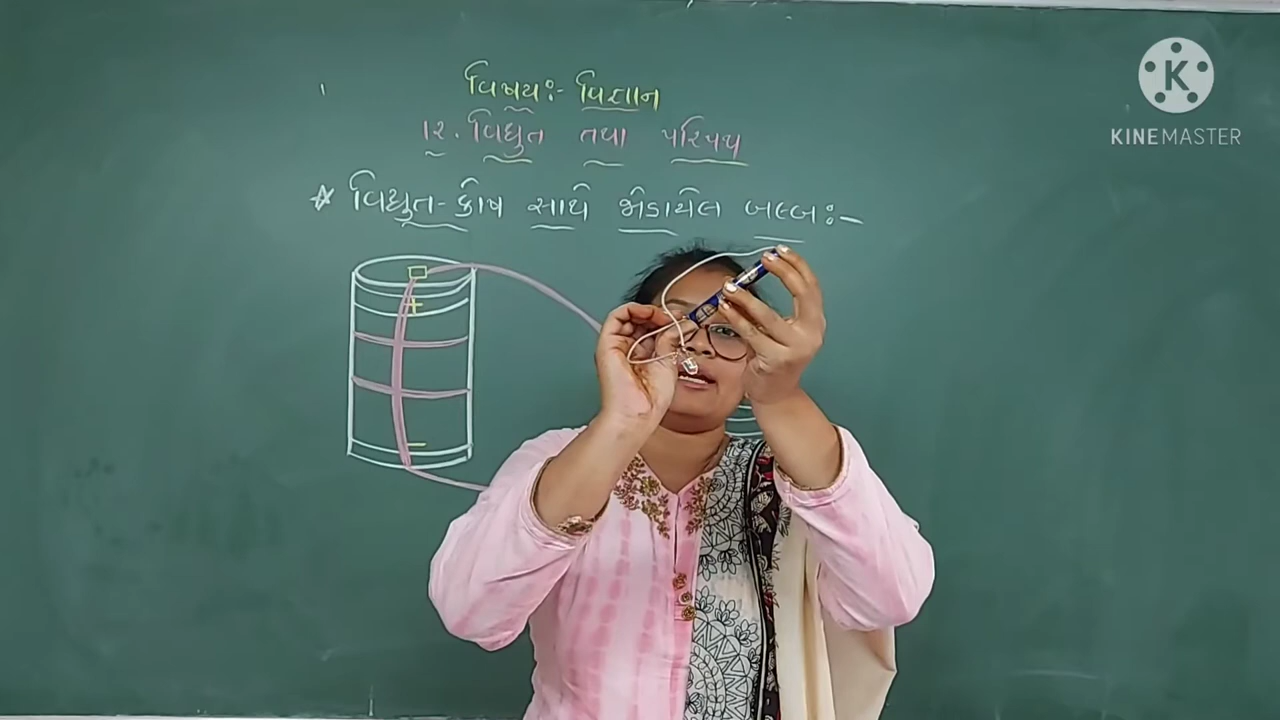 વિષય:- વિજ્ઞાન
૧૨. વિદ્યુત તથા પરિપથ
* વિદ્યુત-કોષ સાથે જોડાયેલ બલ્બ:-
+
–
K
KINEMASTER